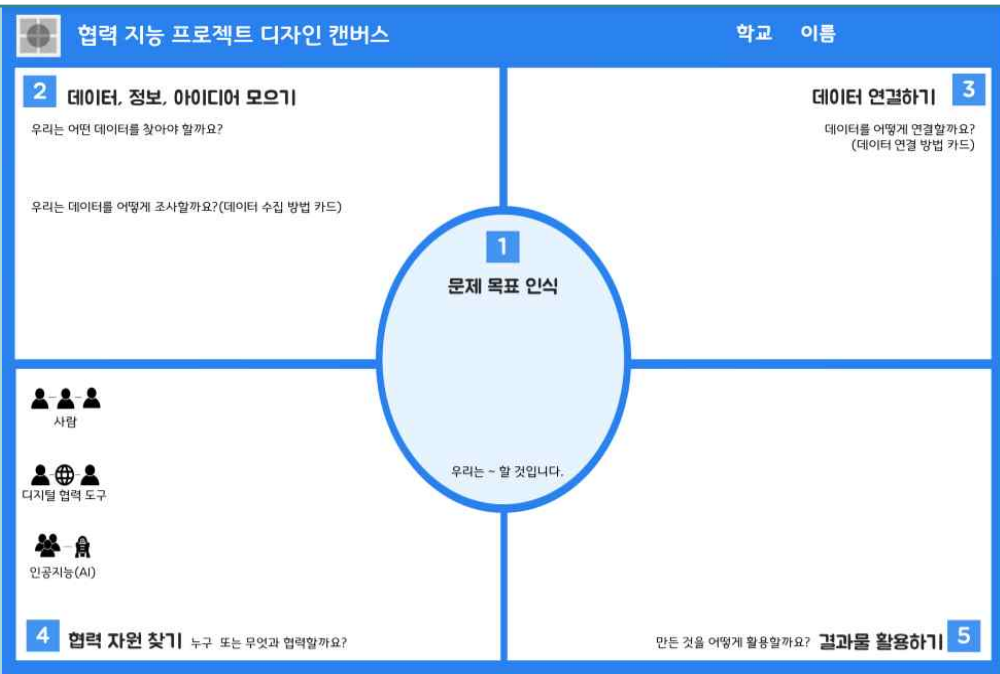 협력 지능 프로젝트 디자인 캔버스
학교 이름
2 데이터, 정보, 아이디어 모으기
우리는 어떤 데이터를 찾아야 할까요?
우리는 데이터를 어떻게 조사할까요?(데이터 수집 방법 카드)
데이터 연결하기 3
데이터를 어떻게 연결할까요?
(데이터 연결 방법 카드)
1
문제 목표 인식
우리는 ~ 할 것입니다.
사람
디지털 협력 도구
인공지능(AI)
4 협력 자원 찾기 누구 또는 무엇과 협력할까요?
만든 것을 어떻게 활용할까요? 결과물 활용하기 5